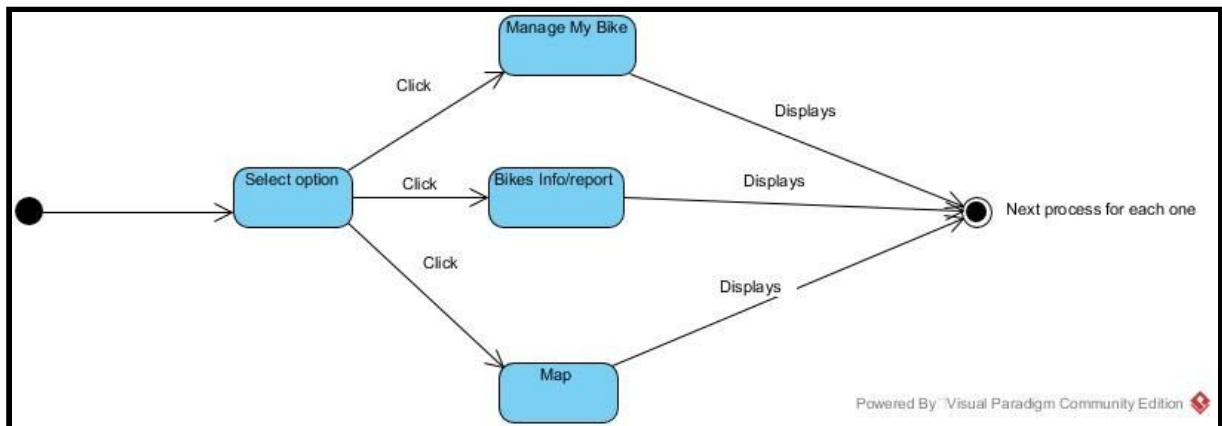 Manage My Bike
Click
Displays
Select option
Click
Bikes Info/report
Displays
Next process for each one
Click
Displays
Map
Powered By Visual Paradigm Community Edition